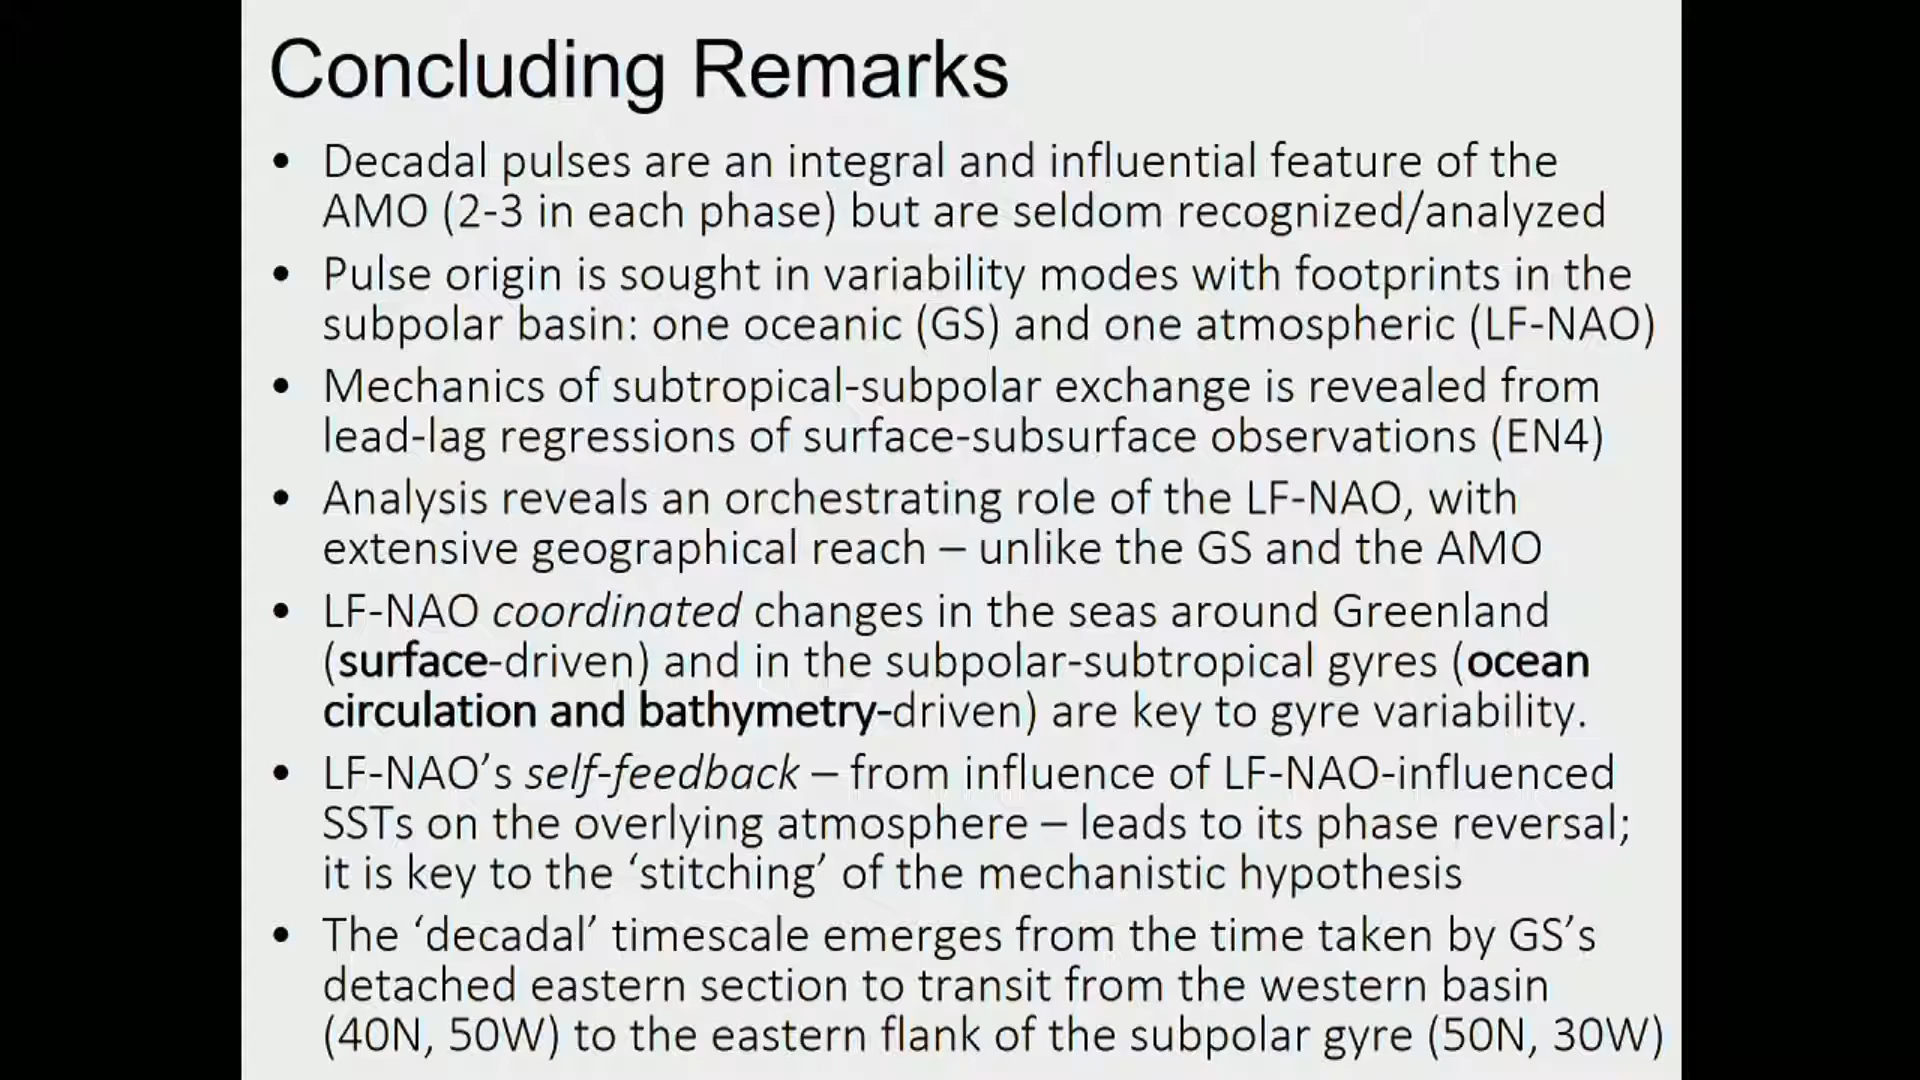 Concluding Remarks
• Decadal pulses are an integral and influential feature of the
AMO (2-3 in each phase) but are seldom recognized/analyzed
• Pulse origin is sought in variability modes with footprints in the
subpolar basin: one oceanic (GS) and one atmospheric (LF-NAO)
• Mechanics of subtropical-subpolar exchange is revealed from
lead-lag regressions of surface-subsurface observations (EN4)
• Analysis reveals an orchestrating role of the LF-NAO, with
extensive geographical reach – unlike the GS and the AMO
• LF-NAO coordinated changes in the seas around Greenland
(surface-driven) and in the subpolar-subtropical gyres (ocean
circulation and bathymetry-driven) are key to gyre variability.
• LF-NAO’s self-feedback – from influence of LF-NAO-influenced
SSTs on the overlying atmosphere – leads to its phase reversal;
it is key to the ‘stitching’ of the mechanistic hypothesis
• The ‘decadal’ timescale emerges from the time taken by GS’s
detached eastern section to transit from the western basin
(40N, 50W) to the eastern flank of the subpolar gyre (50N, 30W)